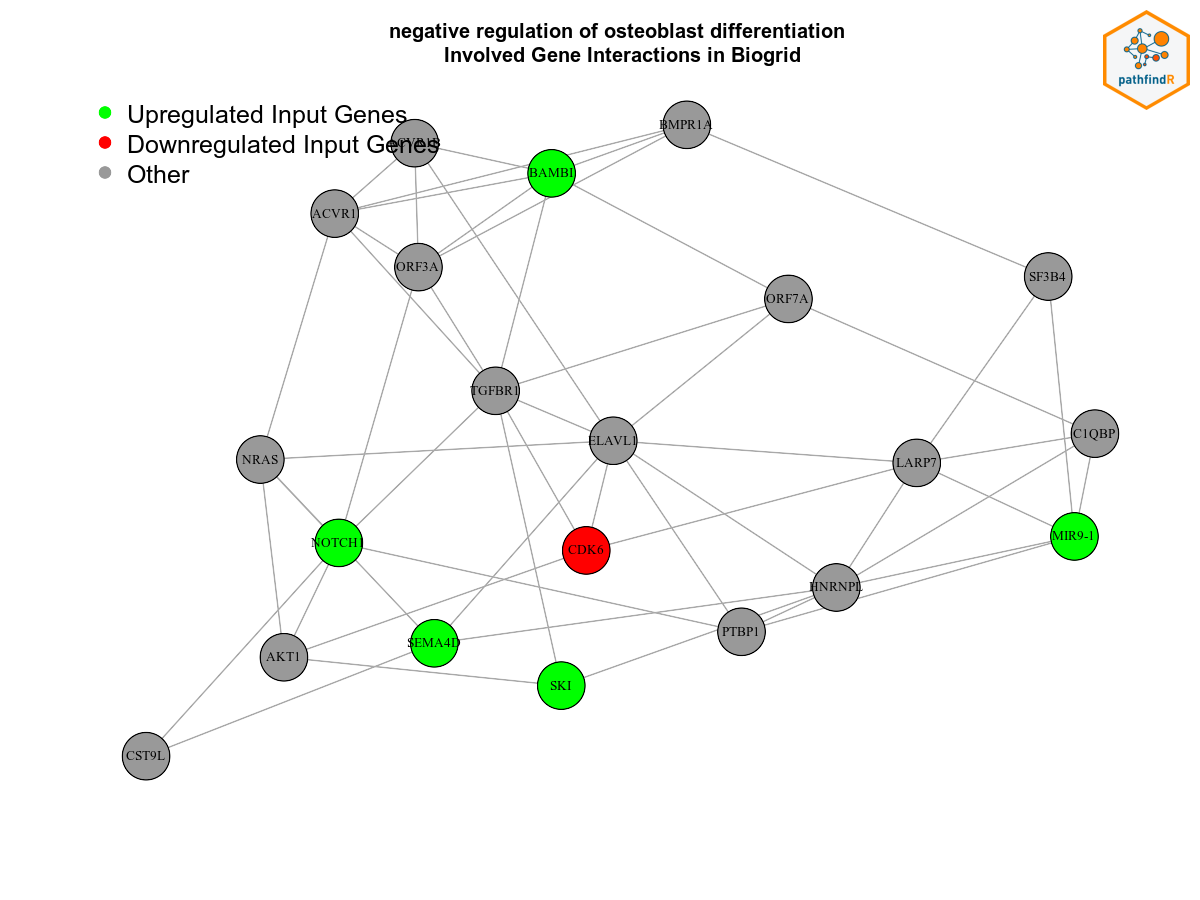 negative regulation of osteoblast differentiation
Involved Gene Interactions in Biogrid
pathfindR
Upregulated Input Genes
Downregulated Input Genes
Other
BMPR1A
BAMBI
ACVR1
ORF3A
SF3B4
ORF7A
TGFBR1
ELAVL1
C1QBP
NRAS
LARP7
NOTCH1
CDK6
MIR9-1
HNRNPL
PTBP1
SEMA4D
AKT1
SKI
CST9L